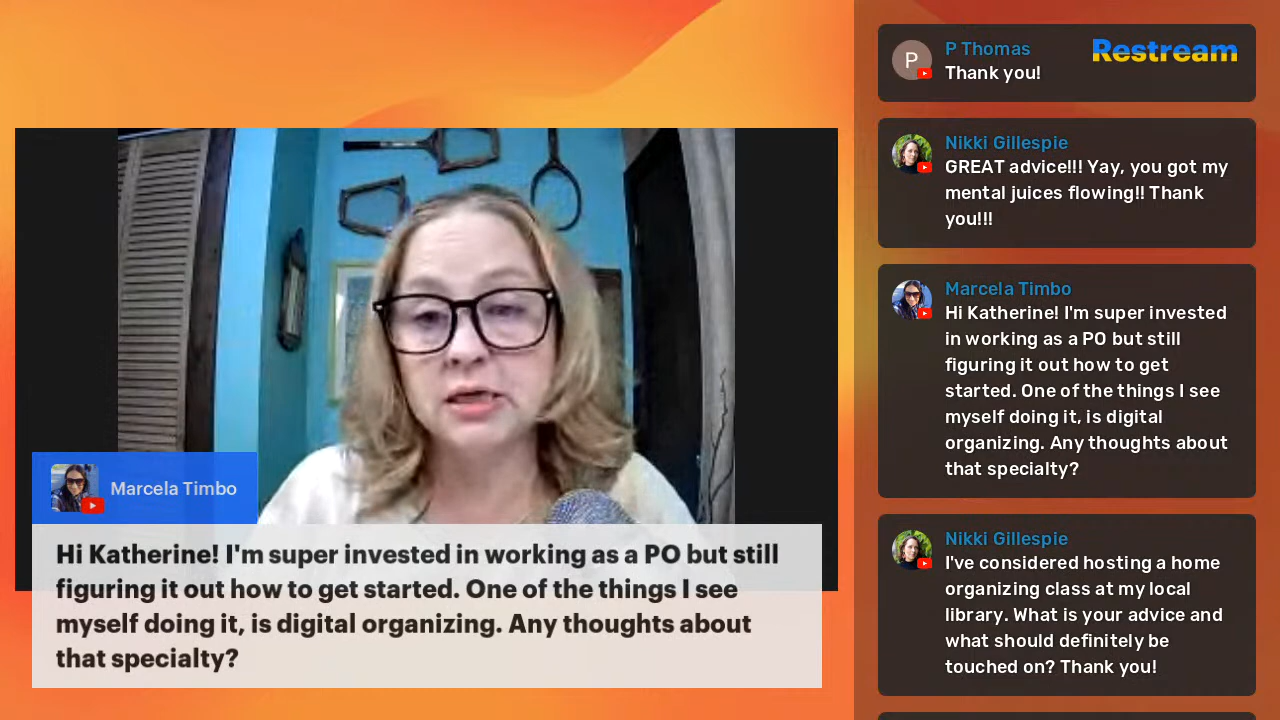 Marcela Timbo
Hi Katherine! I'm super invested in working as a PO but still
figuring it out how to get started. One of the things I see
myself doing it, is digital organizing. Any thoughts about
that specialty?
P
P Thomas
Restream
Thank you!
Nikki Gillespie
GREAT advice!!! Yay, you got my
mental juices flowing!! Thank
you!!!
Marcela Timbo
Hi Katherine! I'm super invested
in working as a PO but still
figuring it out how to get
started. One of the things I see
myself doing it, is digital
organizing. Any thoughts about
that specialty?
Nikki Gillespie
I've considered hosting a home
organizing class at my local
library. What is your advice and
what should definitely be
touched on? Thank you!